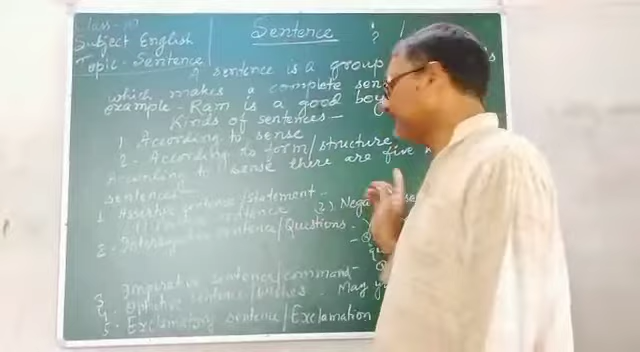 Class-10
Subject English
Topic - Sentence
Sentence
A sentence is a group
which makes a complete sens
example - Ram is a good boy
Kinds of sentences -
1. According to sense
2. According to form/structure
According to sense there are five
sentences -
1. Assertive sentence/statement -
(2) Nega
2. Interrogative sentence/Questions -
3. Imperative sentence/command -
4. Optative sentence/wishes. May y
5. Exclamatory sentence/Exclamation